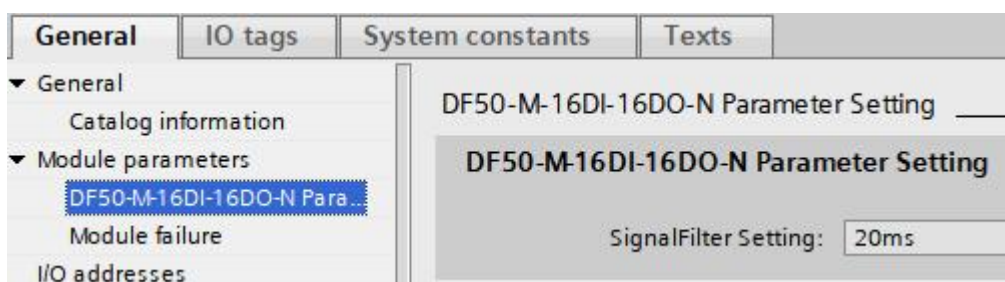 General IO tags System constants Texts
General
Catalog information
Module parameters
DF50-M-16DI-16DO-N Para...
Module failure
I/O addresses
DF50-M-16DI-16DO-N Parameter Setting
DF50-M-16DI-16DO-N Parameter Setting
SignalFilter Setting: 20ms